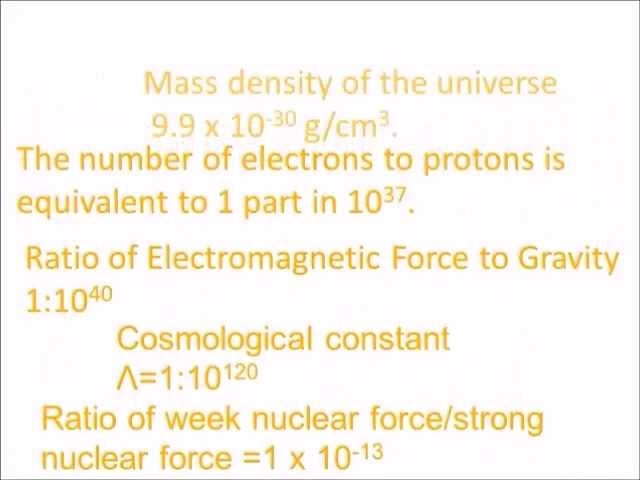 Mass density of the universe
9.9 x 10⁻³⁰ g/cm³.
The number of electrons to protons is
equivalent to 1 part in 10³⁷.
Ratio of Electromagnetic Force to Gravity
1:10⁴⁰
Cosmological constant
Λ=1:10¹²⁰
Ratio of week nuclear force/strong
nuclear force =1 x 10⁻¹³